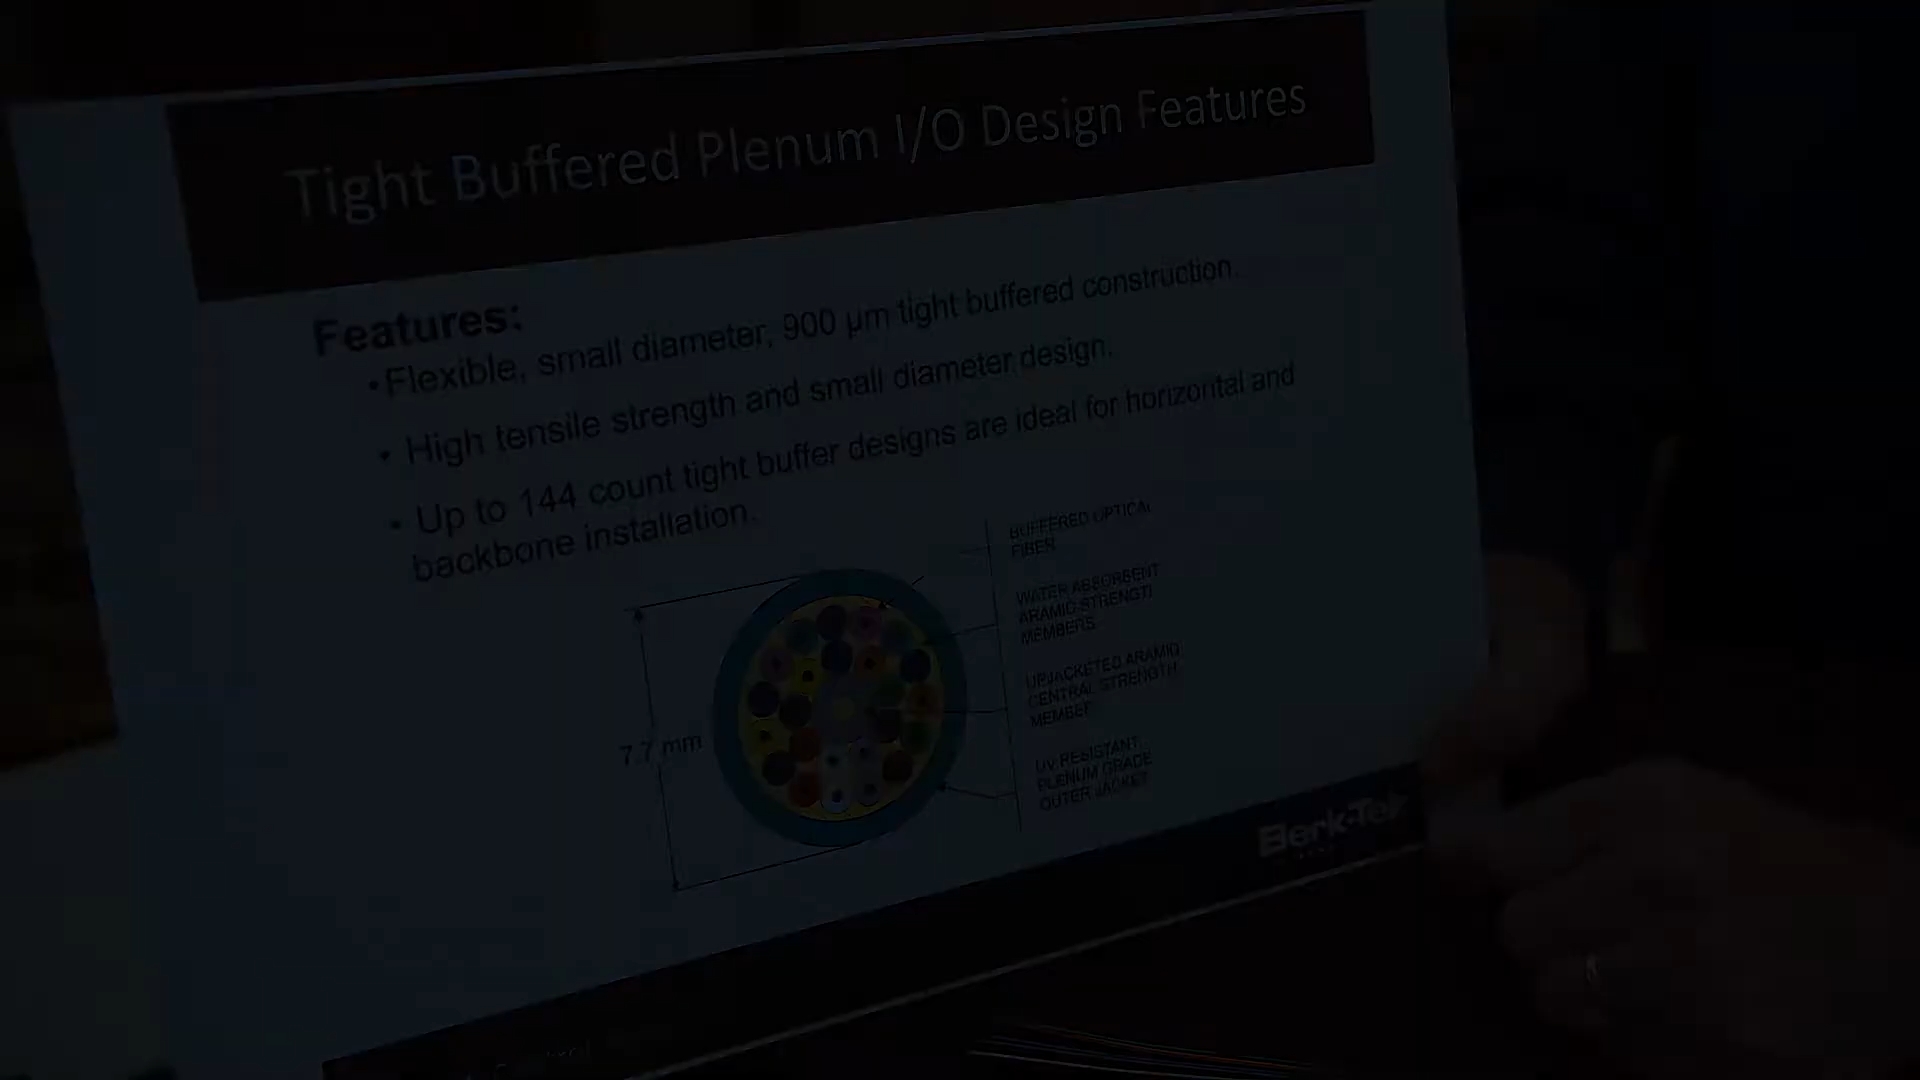 Tight Buffered Plenum I/O Design Features
Features:
•Flexible, small diameter, 900 µm tight buffered construction.
• High tensile strength and small diameter design.
• Up to 144 count tight buffer designs are ideal for horizontal and
backbone installation.
BUFFERED OPTICAL
FIBER
WATER ABSORBENT
ARAMID STRENGTH
MEMBERS
UPJACKETED ARAMID
CENTRAL STRENGTH
MEMBER
UV RESISTANT
PLENUM GRADE
OUTER JACKET
7.7 mm
Berk-Tek